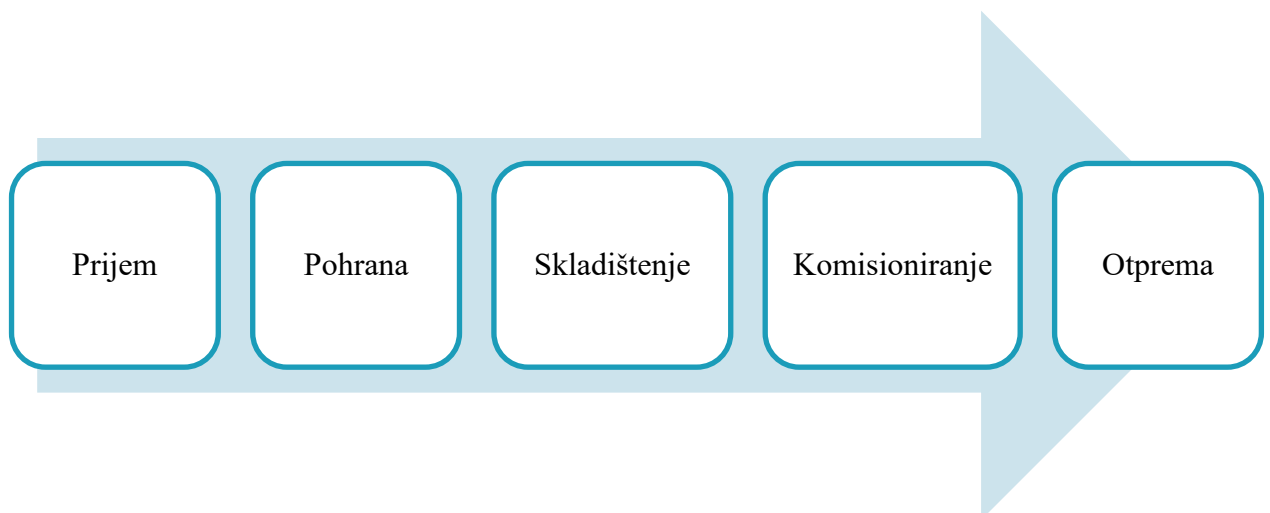 Prijem
Pohrana
Skladištenje
Komisioniranje
Otprema